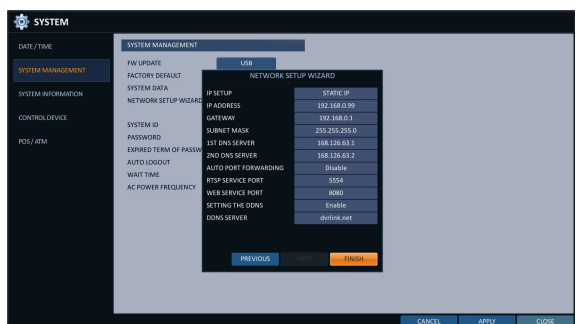 SYSTEM
DATE / TIME
SYSTEM MANAGEMENT
SYSTEM INFORMATION
CONTROL DEVICE
POS / ATM
SYSTEM MANAGEMENT
FW UPDATE USB
FACTORY DEFAULT
SYSTEM DATA
NETWORK SETUP WIZARD
SYSTEM ID
PASSWORD
EXPIRED TERM OF PASSW
AUTO LOGOUT
WAIT TIME
AC POWER FREQUENCY
NETWORK SETUP WIZARD
IP SETUP STATIC IP
IP ADDRESS 192.168.0.99
GATEWAY 192.168.0.1
SUBNET MASK 255.255.255.0
1ST DNS SERVER 168.126.63.1
2ND DNS SERVER 168.126.63.2
AUTO PORT FORWARDING Disable
RTSP SERVICE PORT 5554
WEB SERVICE PORT 8080
SETTING THE DDNS Enable
DDNS SERVER dvrlink.net
PREVIOUS NEXT FINISH
CANCEL APPLY CLOSE